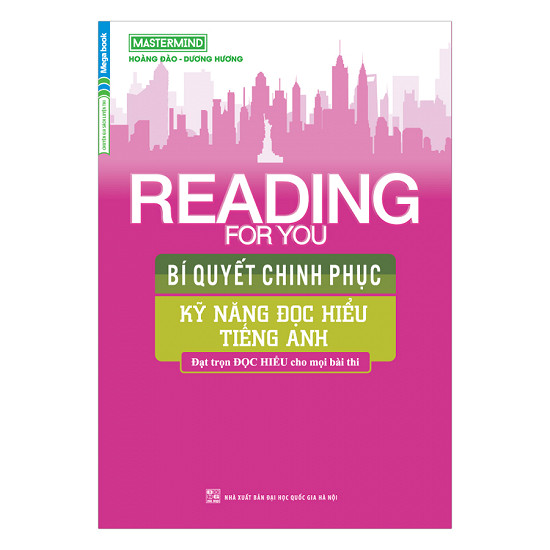 Mega book
MASTERMIND
HOÀNG ĐÀO - DƯƠNG HƯƠNG
READING
FOR YOU
BÍ QUYẾT CHINH PHỤC
KỸ NĂNG ĐỌC HIỂU
TIẾNG ANH
Đạt trọn ĐỌC HIỂU cho mọi bài thi
NHÀ XUẤT BẢN ĐẠI HỌC QUỐC GIA HÀ NỘI